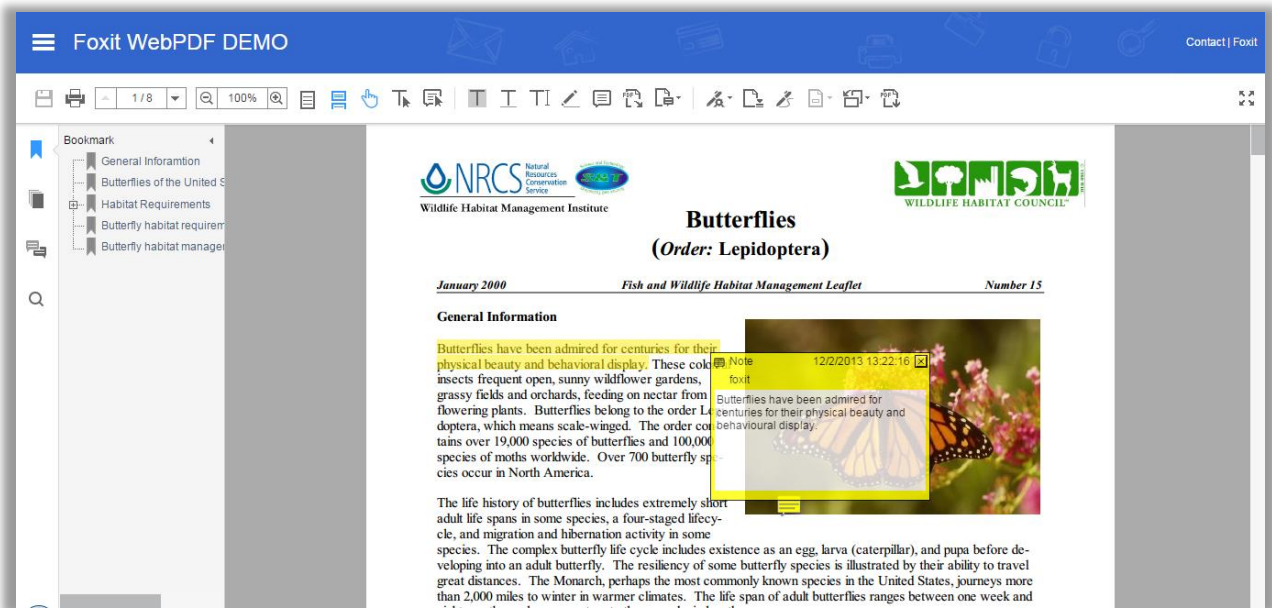 Foxit WebPDF DEMO
Contact | Foxit
1 / 8
100%
Bookmark
General Inforamtion
Butterflies of the United S
Habitat Requirements
Butterfly habitat requirem
Butterfly habitat manage
NRCS Natural
Resources
Conservation
Service
Wildlife Habitat Management Institute
WILDLIFE HABITAT COUNCIL
Butterflies
(Order: Lepidoptera)
January 2000 Fish and Wildlife Habitat Management Leaflet Number 15
General Information
Butterflies have been admired for centuries for their
physical beauty and behavioral display. These color
insects frequent open, sunny wildflower gardens,
grassy fields and orchards, feeding on nectar from
flowering plants. Butterflies belong to the order Le
doptera, which means scale-winged. The order con
tains over 19,000 species of butterflies and 100,000
species of moths worldwide. Over 700 butterfly spe-
cies occur in North America.
Note 12/2/2013 13:22:16
foxit
Butterflies have been admired for
centuries for their physical beauty and
behavioural display.
The life history of butterflies includes extremely short
adult life spans in some species, a four-staged lifecy-
cle, and migration and hibernation activity in some
species. The complex butterfly life cycle includes existence as an egg, larva (caterpillar), and pupa before de-
veloping into an adult butterfly. The resiliency of some butterfly species is illustrated by their ability to travel
great distances. The Monarch, perhaps the most commonly known species in the United States, journeys more
than 2,000 miles to winter in warmer climates. The life span of adult butterflies ranges between one week and